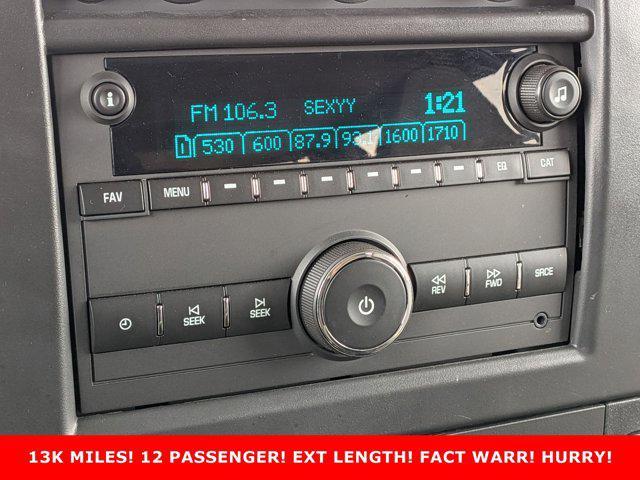 FM 106.3 SEXYY 1:21
1 530 600 87.9 93.1 1600 1710
FAV MENU EQ CAT
SEEK SEEK REV FWD SRCE
13K MILES! 12 PASSENGER! EXT LENGTH! FACT WARR! HURRY!